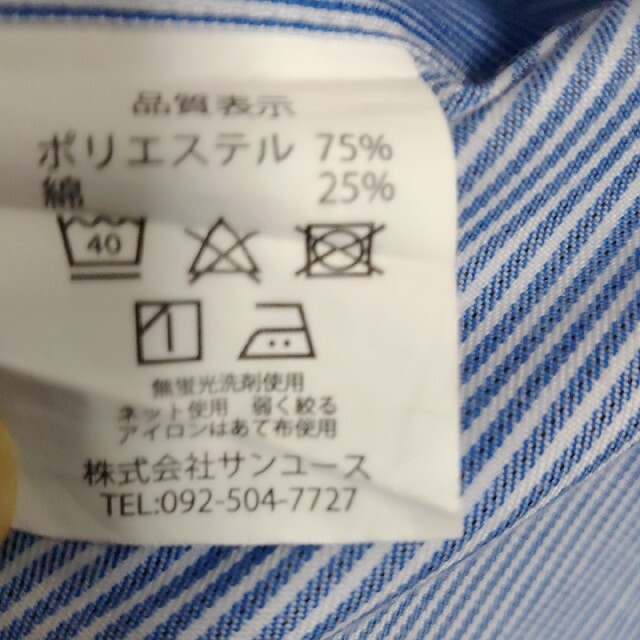 品質表示
ポリエステル 75%
綿 25%
40
無蛍光洗剤使用
ネット使用 弱く絞る
アイロンはあて布使用
株式会社サンユース
TEL:092-504-7727